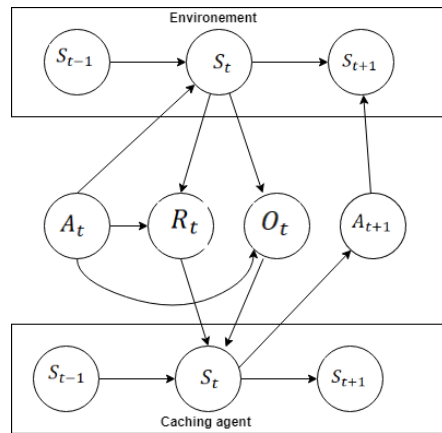 Environement
S_{t-1}
S_t
S_{t+1}
A_t
R_t
O_t
A_{t+1}
S_{t-1}
S_t
S_{t+1}
Caching agent